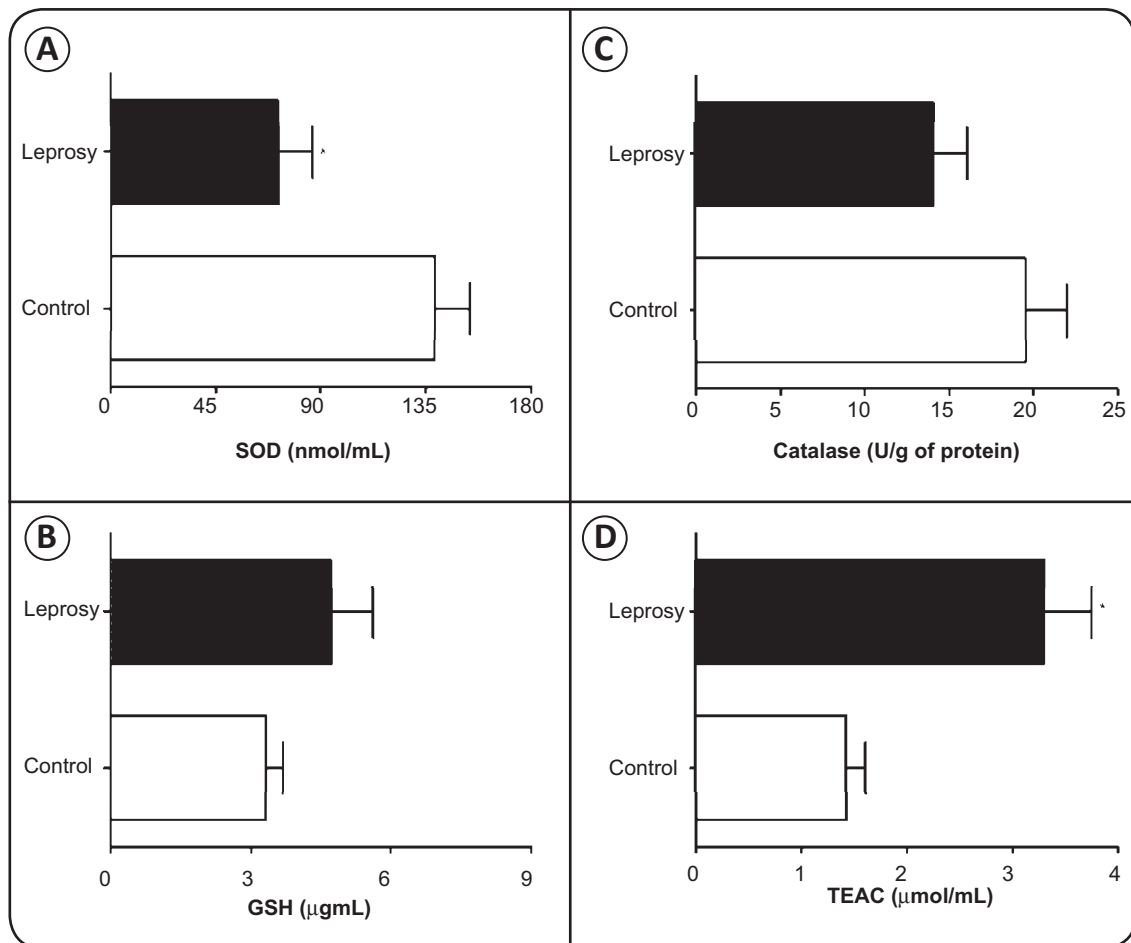 A
Leprosy
*
Control
0 45 90 135 180
SOD (nmol/mL)
B
Leprosy
Control
0 3 6 9
GSH (μgmL)
C
Leprosy
Control
0 5 10 15 20 25
Catalase (U/g of protein)
D
Leprosy
*
Control
0 1 2 3 4
TEAC (μmol/mL)